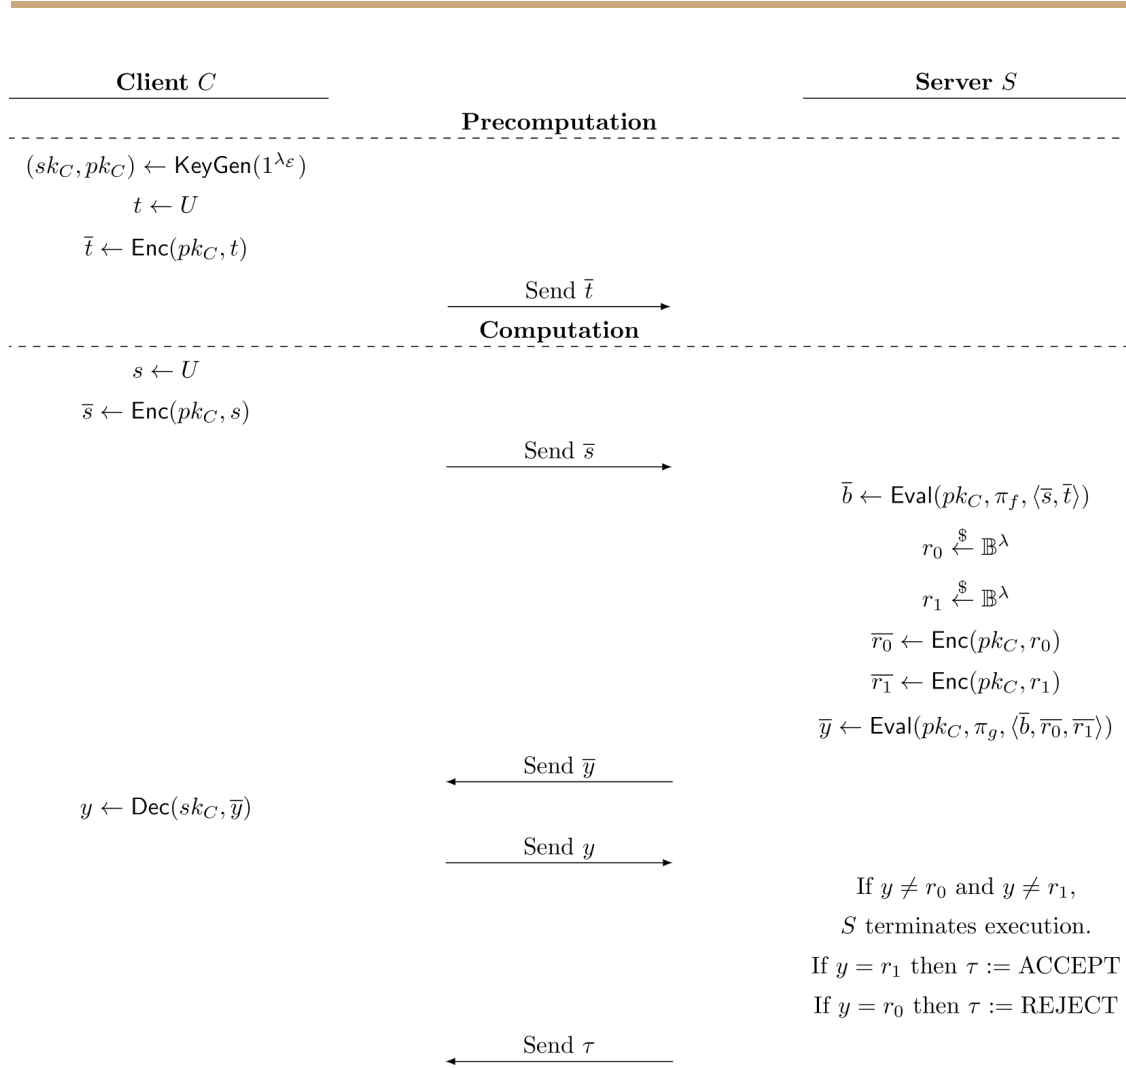 Client C
Server S
Precomputation
(sk_C, pk_C) ← KeyGen(1^{λ_ε})
t ← U
t̄ ← Enc(pk_C, t)
Send t̄
Computation
s ← U
s̄ ← Enc(pk_C, s)
Send s̄
b̄ ← Eval(pk_C, π_f, ⟨s̄, t̄⟩)
r_0 ←$ 𝔹^λ
r_1 ←$ 𝔹^λ
r̄_0 ← Enc(pk_C, r_0)
r̄_1 ← Enc(pk_C, r_1)
ȳ ← Eval(pk_C, π_g, ⟨b̄, r̄_0, r̄_1⟩)
Send ȳ
y ← Dec(sk_C, ȳ)
Send y
If y ≠ r_0 and y ≠ r_1,
S terminates execution.
If y = r_1 then τ := ACCEPT
If y = r_0 then τ := REJECT
Send τ